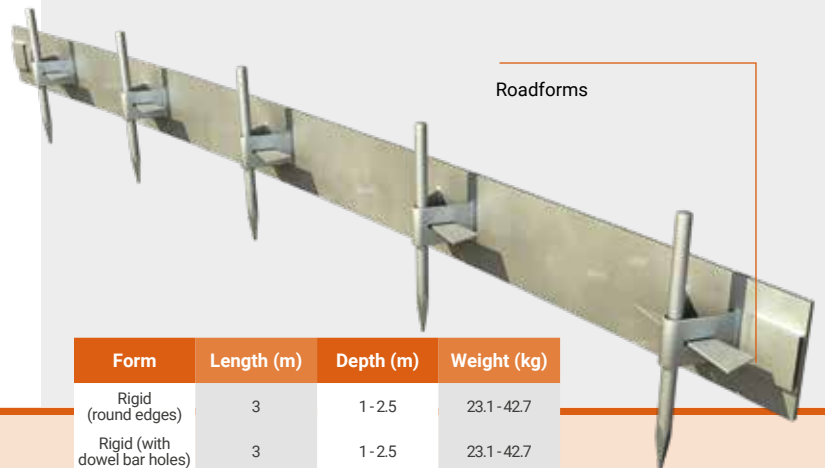 Roadforms
Form Length (m) Depth (m) Weight (kg)
Rigid
(round edges) 3 1 - 2.5 23.1 - 42.7
Rigid (with
dowel bar holes) 3 1 - 2.5 23.1 - 42.7